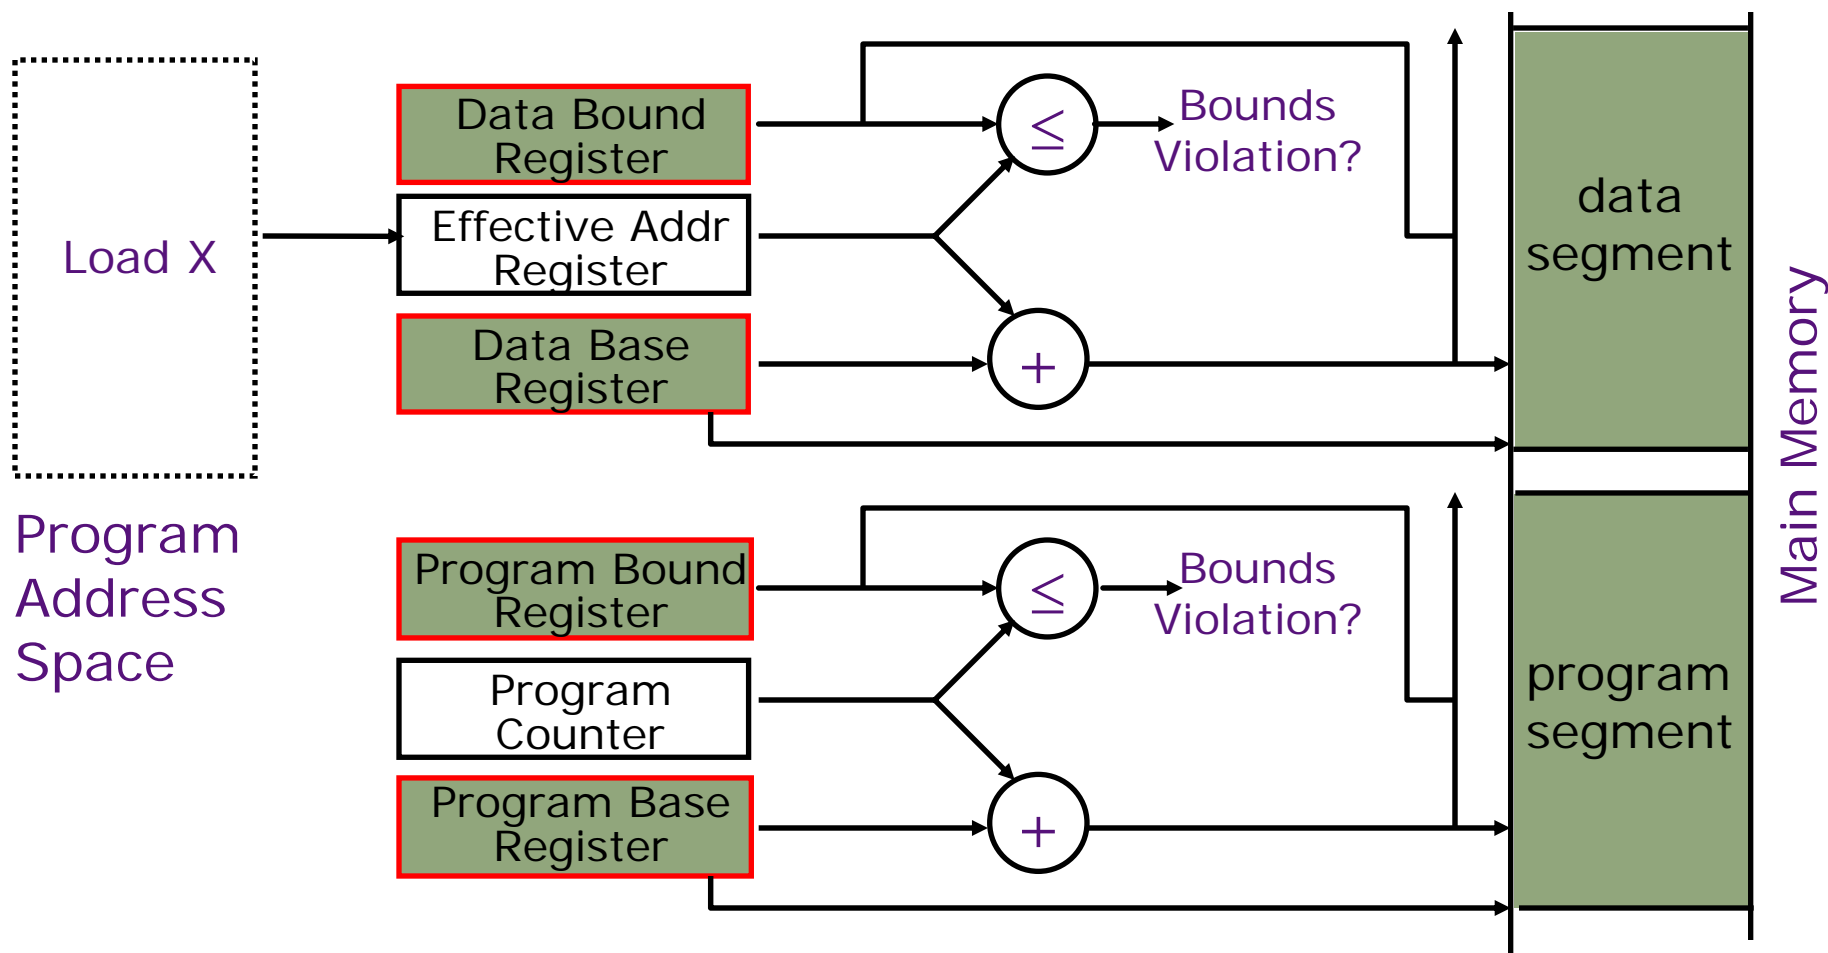 Load X
Program
Address
Space
Data Bound
Register
Effective Addr
Register
Data Base
Register
≤
+
Bounds
Violation?
data
segment
Program Bound
Register
Program
Counter
Program Base
Register
≤
+
Bounds
Violation?
program
segment
Main Memory